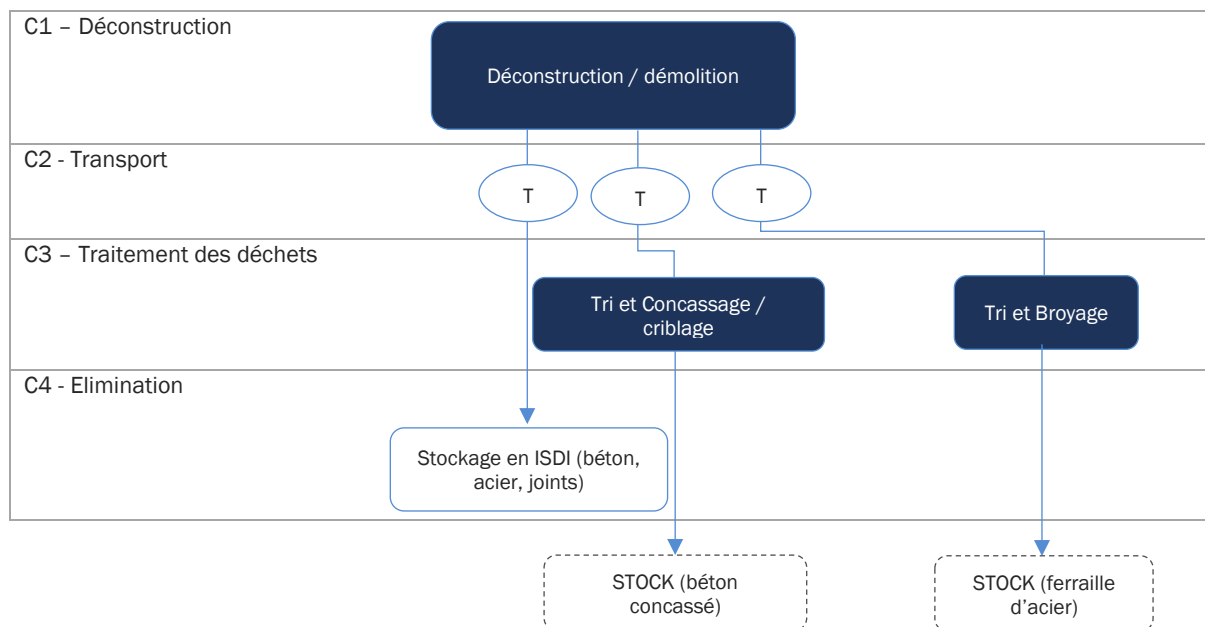 C1 – Déconstruction
Déconstruction / démolition
C2 - Transport
T
T
T
C3 – Traitement des déchets
Tri et Concassage /
criblage
Tri et Broyage
C4 - Elimination
Stockage en ISDI (béton,
acier, joints)
STOCK (béton
concassé)
STOCK (ferraille
d’acier)